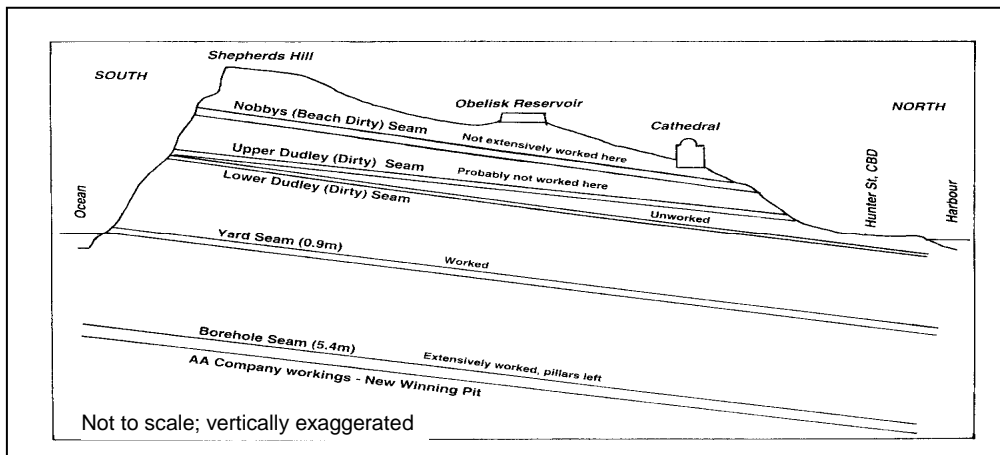 Shepherds Hill
SOUTH
Obelisk Reservoir
NORTH
Nobbys (Beach Dirty) Seam
Not extensively worked here
Cathedral
Upper Dudley (Dirty) Seam
Probably not worked here
Lower Dudley (Dirty) Seam
Unworked
Ocean
Hunter St, CBD
Harbour
Yard Seam (0.9m)
Worked
Borehole Seam (5.4m)
Extensively worked, pillars left
AA Company workings - New Winning Pit
Not to scale; vertically exaggerated